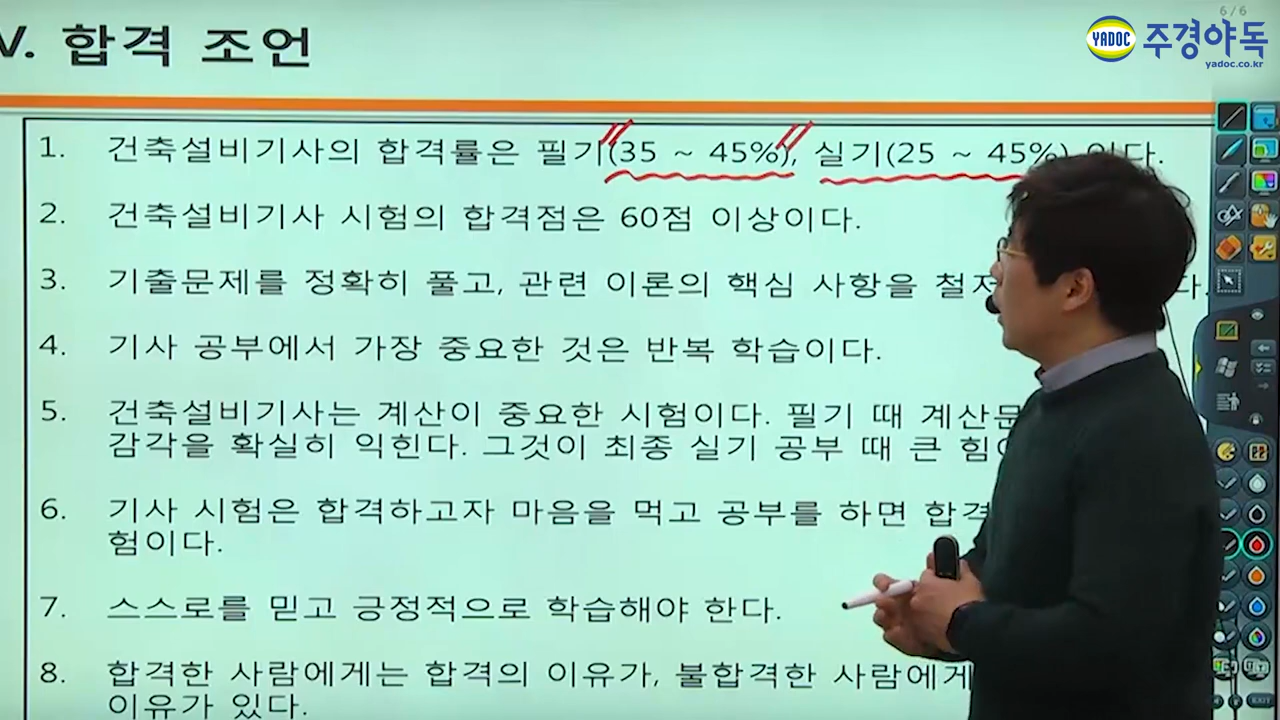 6 / 6
YADOC 주경야독
yadoc.co.kr
V. 합격 조언
1. 건축설비기사의 합격률은 필기(35 ~ 45%), 실기(25 ~ 45%)
2. 건축설비기사 시험의 합격점은 60점 이상이다.
3. 기출문제를 정확히 풀고, 관련 이론의 핵심 사항을
4. 기사 공부에서 가장 중요한 것은 반복 학습이다.
5. 건축설비기사는 계산이 중요한 시험이다. 필기 때
감각을 확실히 익힌다. 그것이 최종 실기 공부 때 큰
6. 기사 시험은 합격하고자 마음을 먹고 공부를 하면
험이다.
7. 스스로를 믿고 긍정적으로 학습해야 한다.
8. 합격한 사람에게는 합격의 이유가, 불합격한 사람에게
이유가 있다.
EXIT